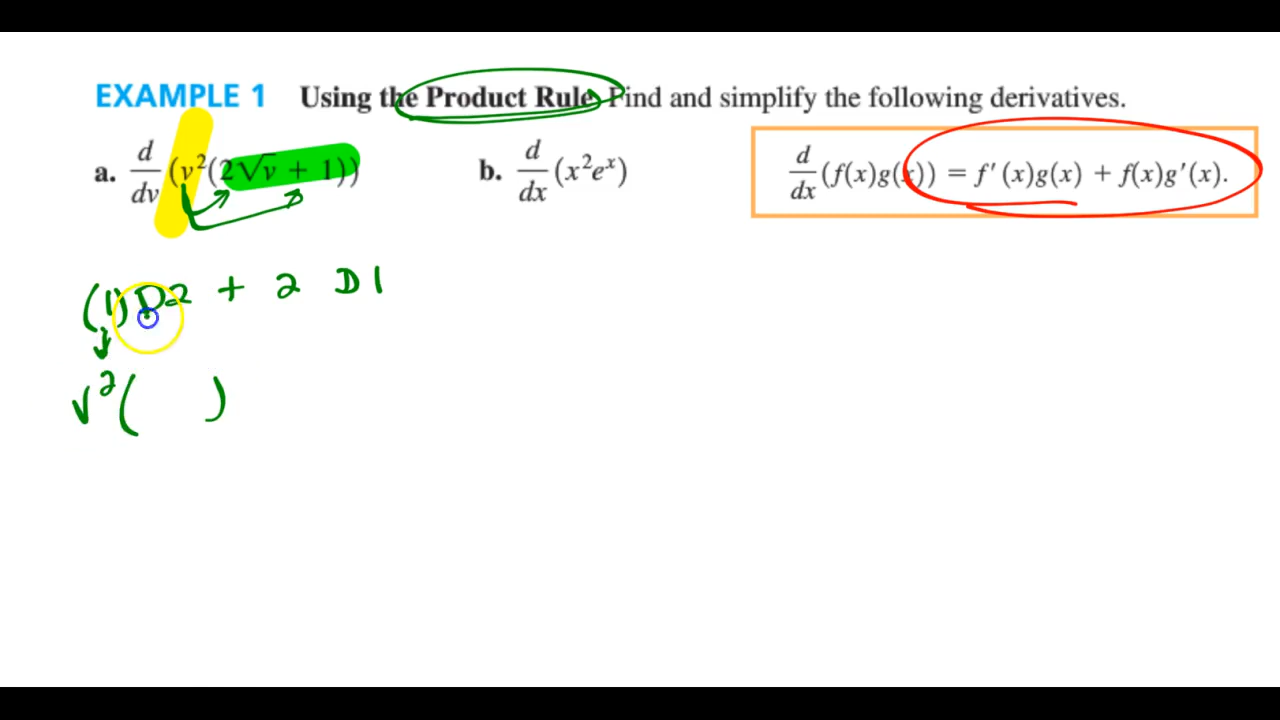 EXAMPLE 1 Using the Product Rule Find and simplify the following derivatives.
a. d/dv (v²(2√v + 1)) b. d/dx (x²eˣ) d/dx (f(x)g(x)) = f′(x)g(x) + f(x)g′(x).
(1) D2 + 2 D1
v² ( )